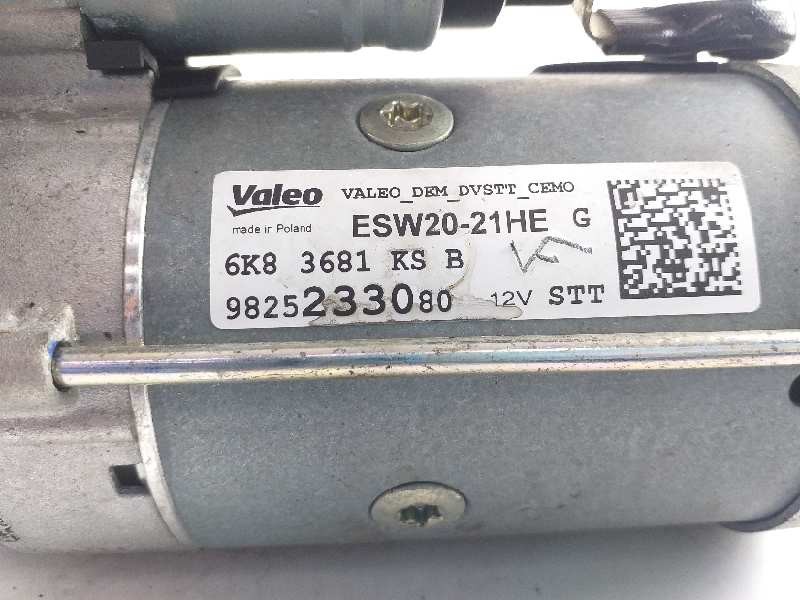 Valeo VALEO_DEM_DVSTT_CEMO
made in Poland ESW20-21HE G
6K8 3681 KS B
9825233080 12V STT